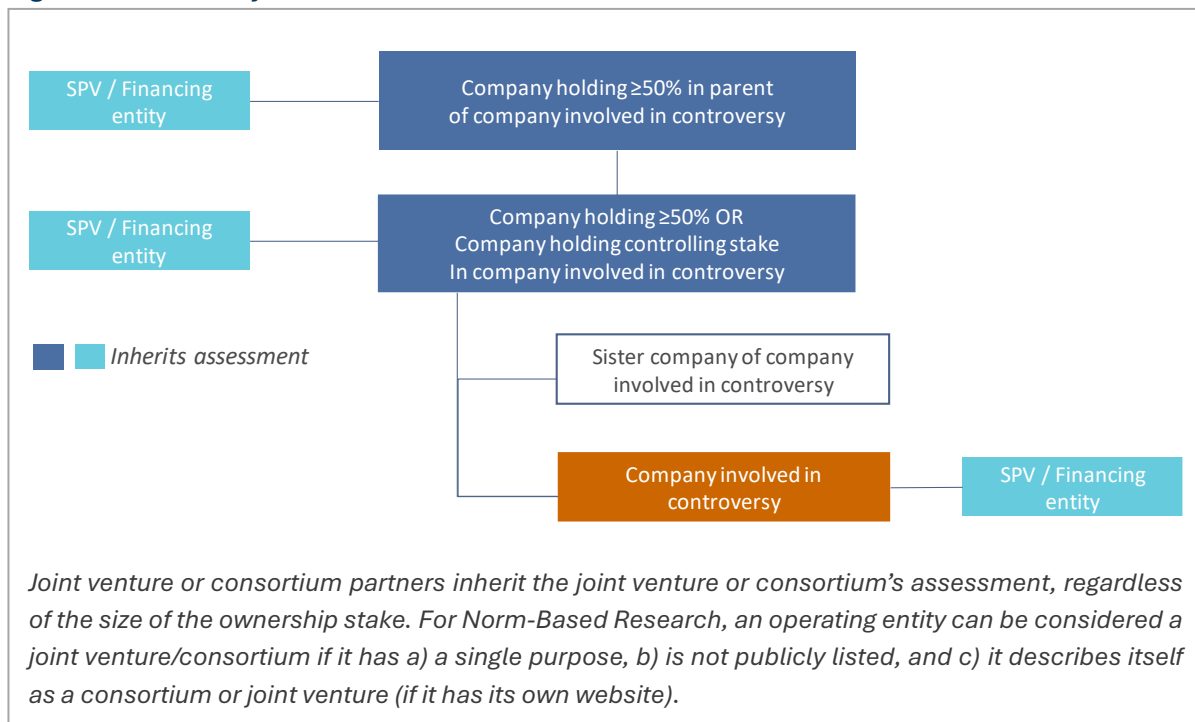 SPV / Financing
entity
Company holding ≥50% in parent
of company involved in controversy
SPV / Financing
entity
Company holding ≥50% OR
Company holding controlling stake
In company involved in controversy
Inherits assessment
Sister company of company
involved in controversy
Company involved in
controversy
SPV / Financing
entity
Joint venture or consortium partners inherit the joint venture or consortium’s assessment, regardless
of the size of the ownership stake. For Norm-Based Research, an operating entity can be considered a
joint venture/consortium if it has a) a single purpose, b) is not publicly listed, and c) it describes itself
as a consortium or joint venture (if it has its own website).